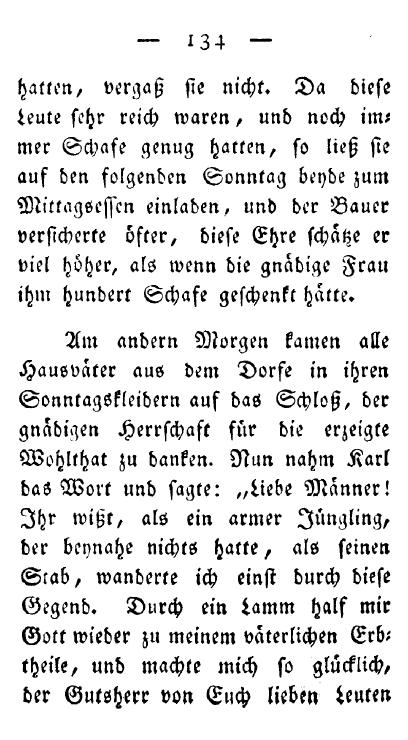 — 134 —
hatten, vergaß sie nicht. Da diese
Leute sehr reich waren, und noch im⸗
mer Schafe genug hatten, so ließ sie
auf den folgenden Sonntag beyde zum
Mittagsessen einladen, und der Bauer
versicherte öfter, diese Ehre schätze er
viel höher, als wenn die gnädige Frau
ihm hundert Schafe geschenkt hätte.
Am andern Morgen kamen alle
Hausväter aus dem Dorfe in ihren
Sonntagskleidern auf das Schloß, der
gnädigen Herrschaft für die erzeigte
Wohlthat zu danken. Nun nahm Karl
das Wort und sagte: „Liebe Männer!
Ihr wißt, als ein armer Jüngling,
der beynahe nichts hatte, als seinen
Stab, wanderte ich einst durch diese
Gegend. Durch ein Lamm half mir
Gott wieder zu meinem väterlichen Erb⸗
theile, und machte mich so glücklich,
der Gutsherr von Euch lieben Leuten